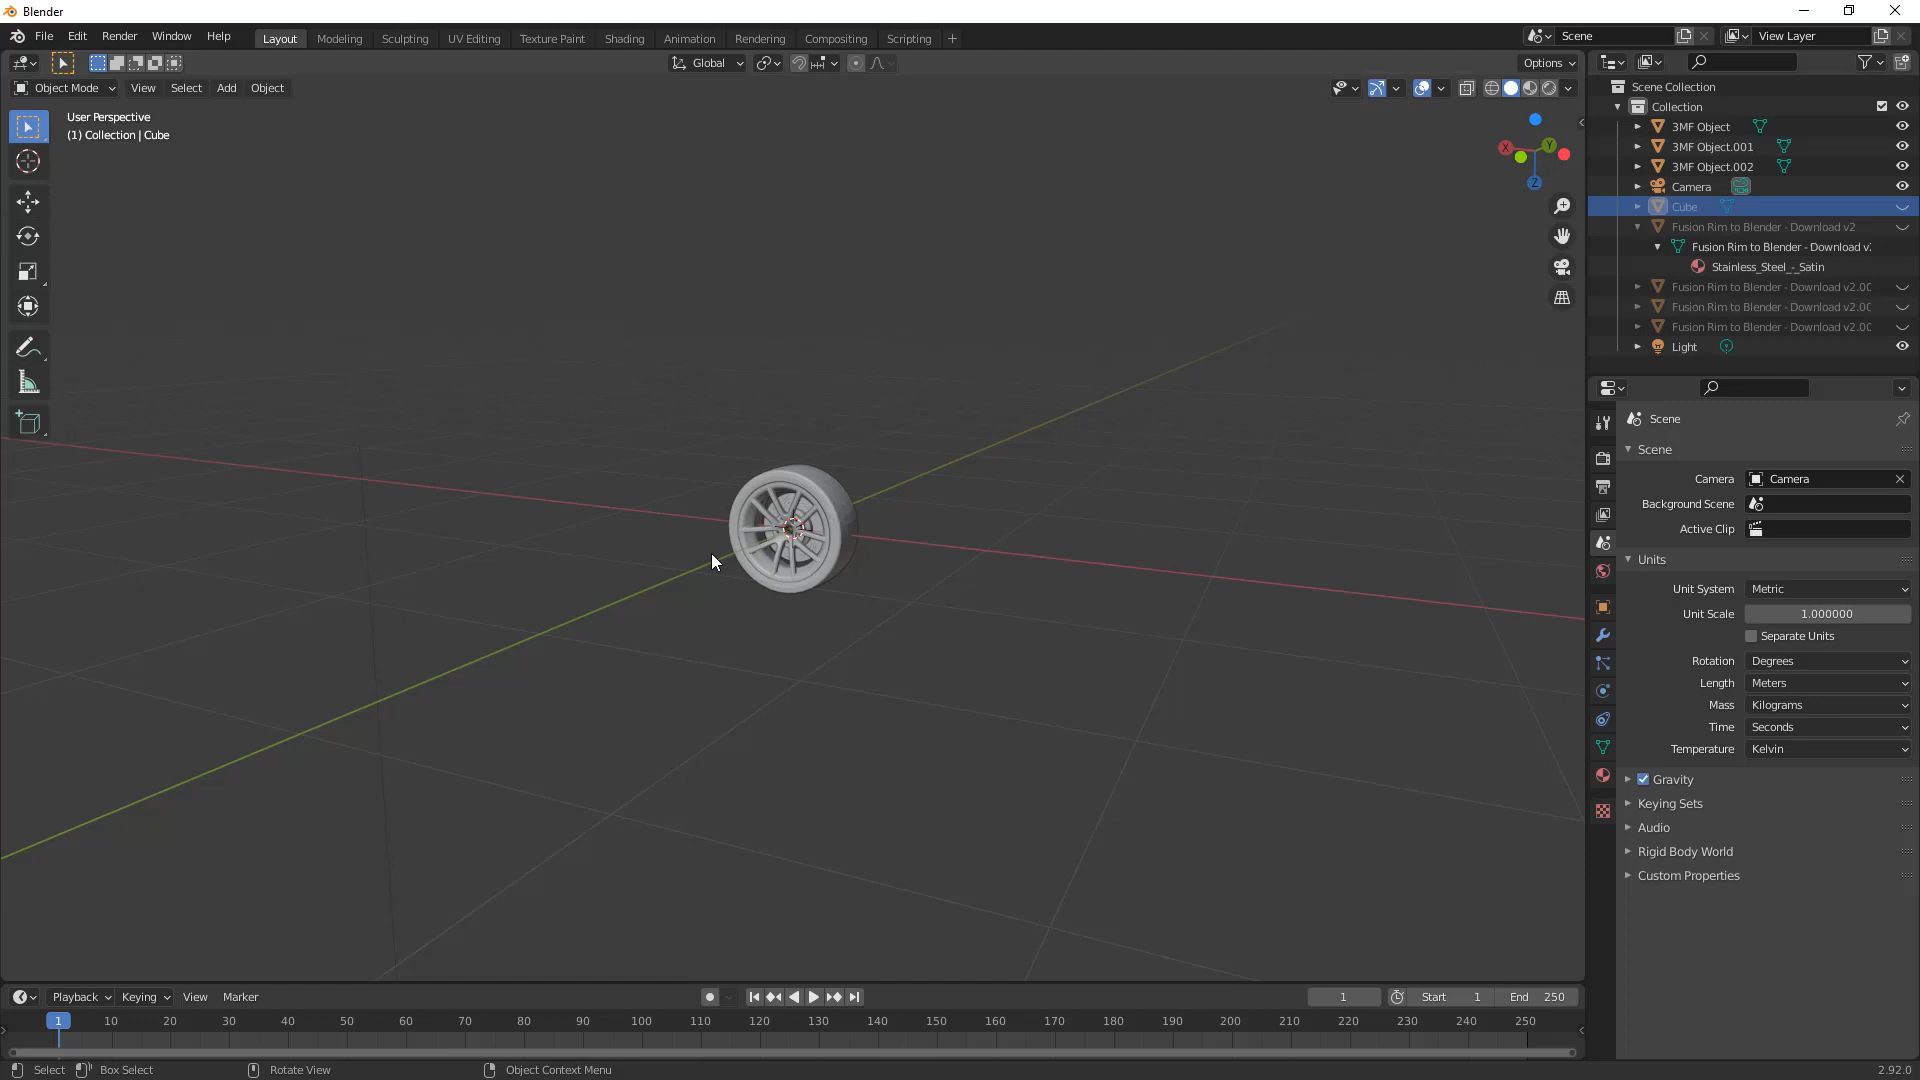 Blender
File Edit Render Window Help
Layout Modeling Sculpting UV Editing Texture Paint Shading Animation Rendering Compositing Scripting
Scene
View Layer
Global
Options
Object Mode View Select Add Object
User Perspective
(1) Collection | Cube
X
Y
Z
Scene Collection
Collection
3MF Object
3MF Object.001
3MF Object.002
Camera
Cube
Fusion Rim to Blender - Download v2
Fusion Rim to Blender - Download v
Stainless_Steel_-_Satin
Fusion Rim to Blender - Download v2.00
Fusion Rim to Blender - Download v2.00
Fusion Rim to Blender - Download v2.00
Light
Scene
Scene
Camera Camera
Background Scene
Active Clip
Units
Unit System Metric
Unit Scale 1.000000
Separate Units
Rotation Degrees
Length Meters
Mass Kilograms
Time Seconds
Temperature Kelvin
Gravity
Keying Sets
Audio
Rigid Body World
Custom Properties
Playback Keying View Marker
1
Start 1
End 250
1 10 20 30 40 50 60 70 80 90 100 110 120 130 140 150 160 170 180 190 200 210 220 230 240 250
Select Box Select Rotate View Object Context Menu
2.92.0